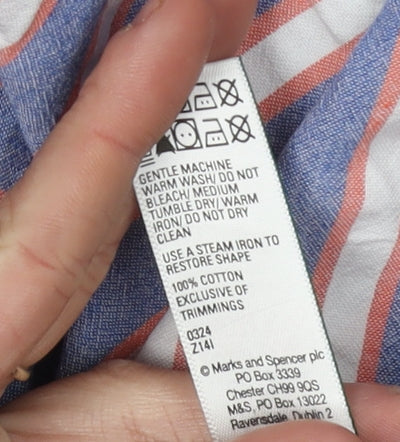 GENTLE MACHINE
WARM WASH/DO NOT
BLEACH/MEDIUM
TUMBLE DRY/WARM
IRON/DO NOT DRY
CLEAN
USE A STEAM IRON TO
RESTORE SHAPE
100% COTTON
EXCLUSIVE OF
TRIMMINGS
0324
Z14I
© Marks and Spencer plc
PO Box 3339
Chester CH99 9QS
M&S, PO Box 13022
Ravensdale, Dublin 2